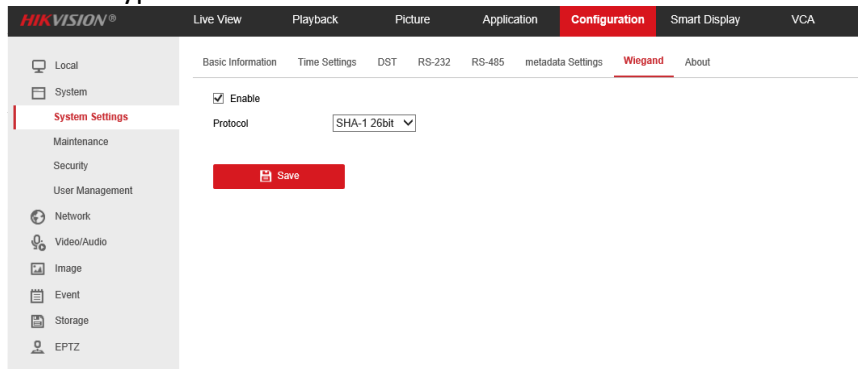 HIKVISION®
Live View Playback Picture Application Configuration Smart Display VCA
Local
System
System Settings
Maintenance
Security
User Management
Network
Video/Audio
Image
Event
Storage
EPTZ
Basic Information Time Settings DST RS-232 RS-485 metadata Settings Wiegand About
Enable
Protocol SHA-1 26bit
Save